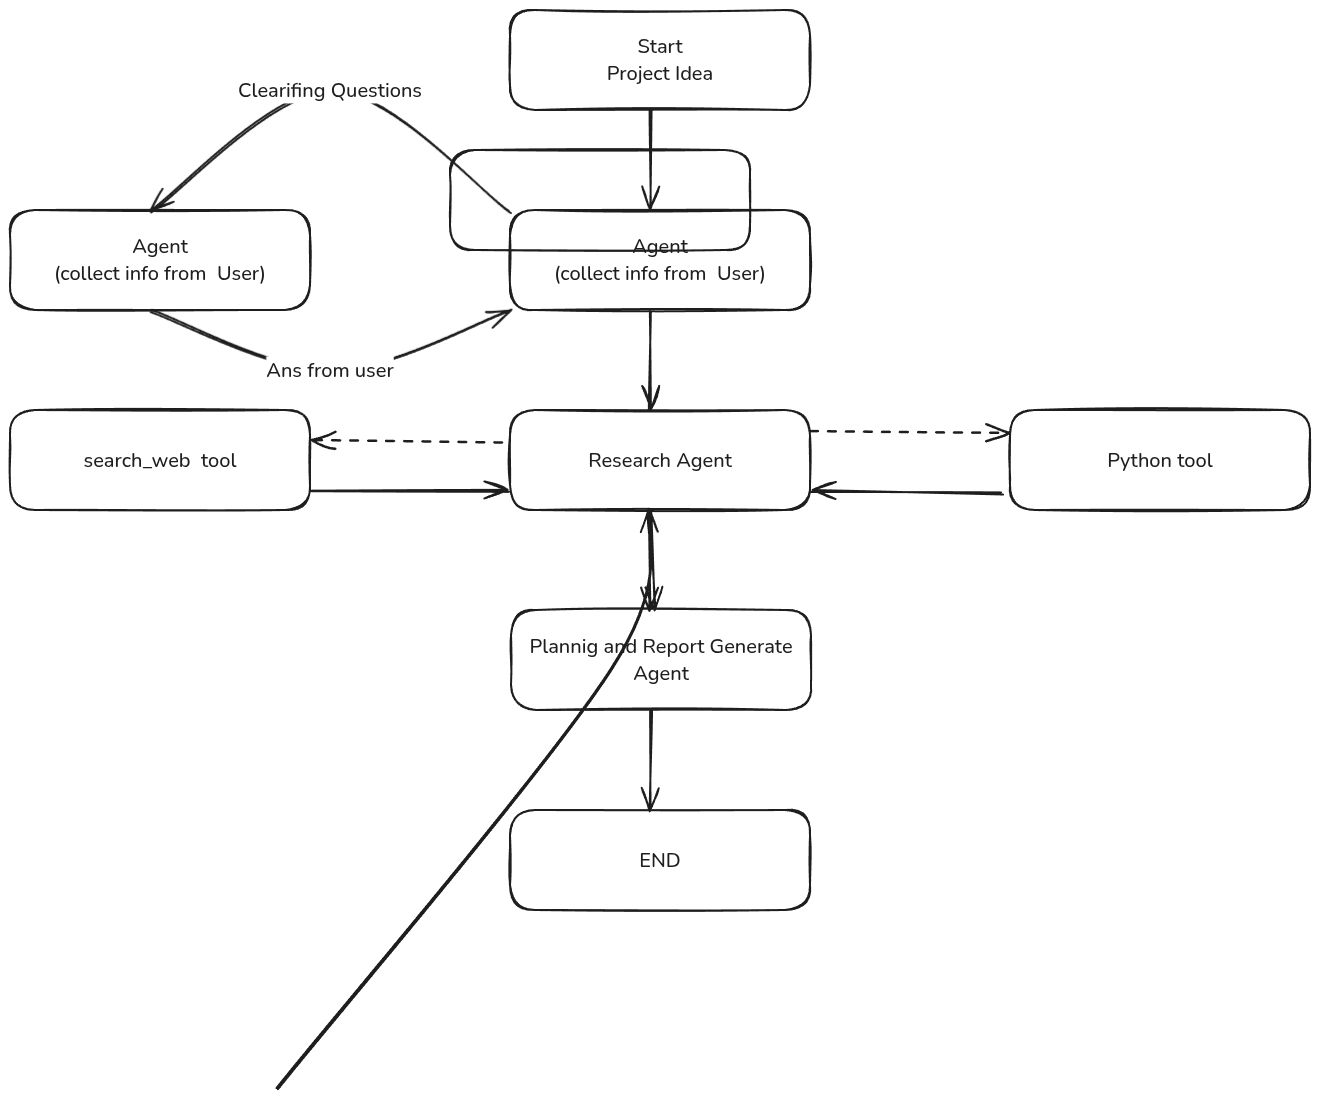 Start
Project Idea
Clearifing Questions
Agent
(collect info from  User)
Agent
(collect info from  User)
Ans from user
search_web  tool
Research Agent
Python tool
Plannig and Report Generate
Agent
END